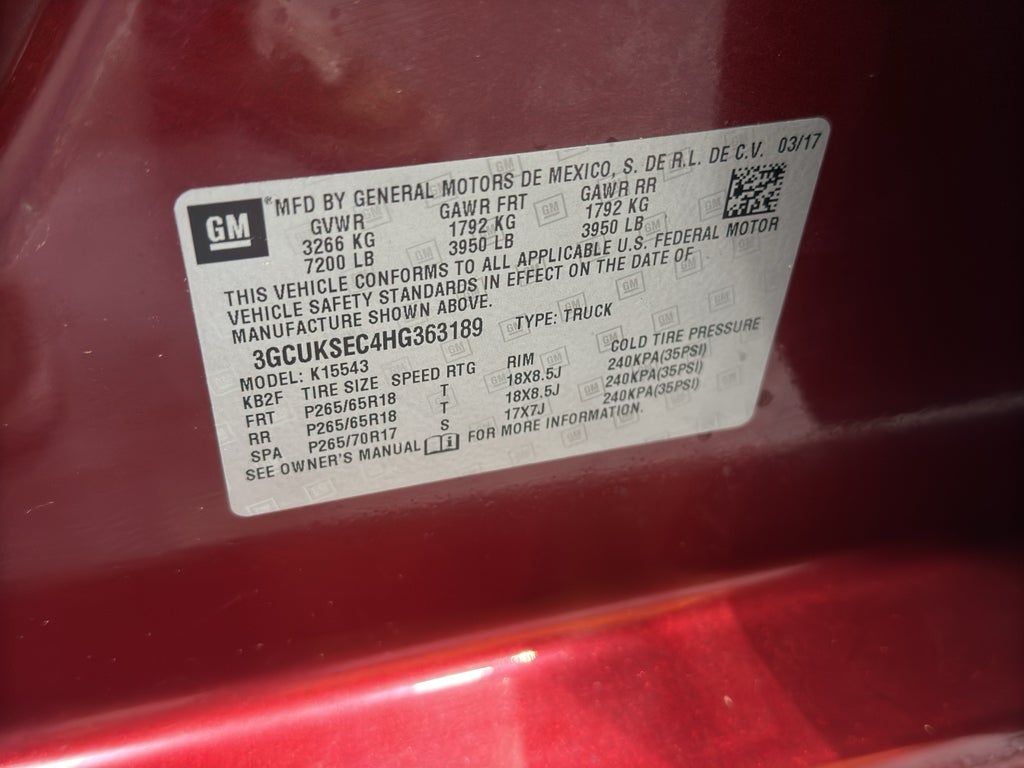 GM ® MFD BY GENERAL MOTORS DE MEXICO, S. DE R.L. DE C.V. 03/17
GVWR GAWR FRT GAWR RR
3266 KG 1792 KG 1792 KG
7200 LB 3950 LB 3950 LB
THIS VEHICLE CONFORMS TO ALL APPLICABLE U.S. FEDERAL MOTOR
VEHICLE SAFETY STANDARDS IN EFFECT ON THE DATE OF
MANUFACTURE SHOWN ABOVE.
3GCUKSEC4HG363189 TYPE: TRUCK
MODEL: K15543
KB2F TIRE SIZE SPEED RTG RIM COLD TIRE PRESSURE
FRT P265/65R18 T 18X8.5J 240KPA(35PSI)
RR P265/65R18 T 18X8.5J 240KPA(35PSI)
SPA P265/70R17 S 17X7J 240KPA(35PSI)
SEE OWNER'S MANUAL FOR MORE INFORMATION.